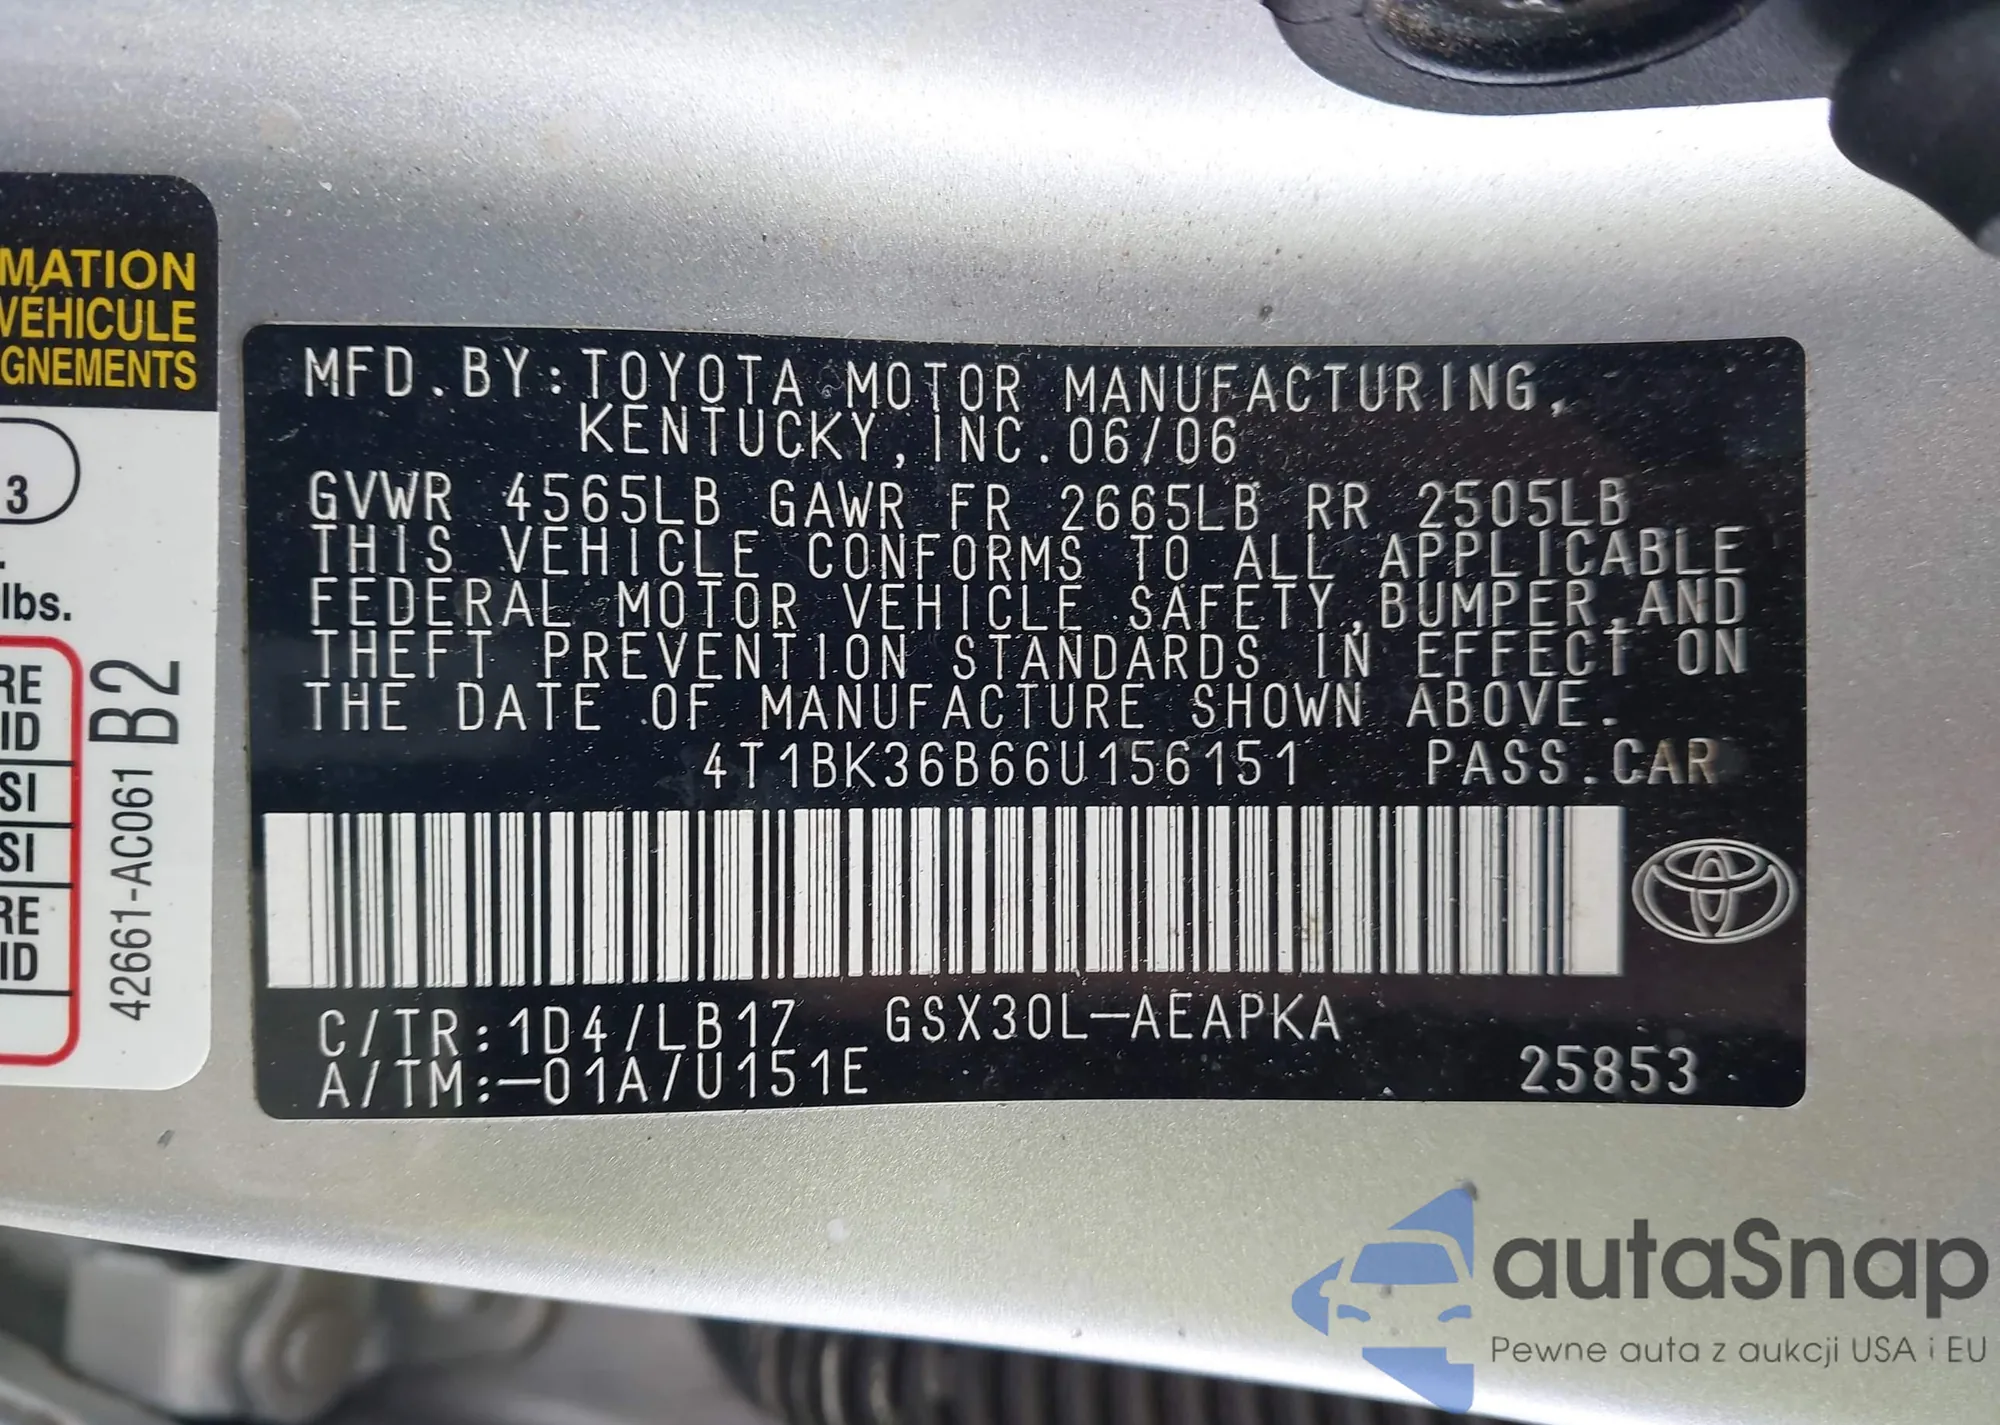 MATION
VÉHICULE
GNEMENTS
3
lbs.
RE
ID
SI
SI
RE
ID
42661-AC061 B2
MFD.BY:TOYOTA MOTOR MANUFACTURING,
KENTUCKY,INC.06/06
GVWR 4565LB GAWR FR 2665LB RR 2505LB
THIS VEHICLE CONFORMS TO ALL APPLICABLE
FEDERAL MOTOR VEHICLE SAFETY,BUMPER,AND
THEFT PREVENTION STANDARDS IN EFFECT ON
THE DATE OF MANUFACTURE SHOWN ABOVE.
4T1BK36B66U156151 PASS.CAR
C/TR:1D4/LB17 GSX30L-AEAPKA
A/TM:-01A/U151E 25853
autaSnap
Pewne auta z aukcji USA i EU